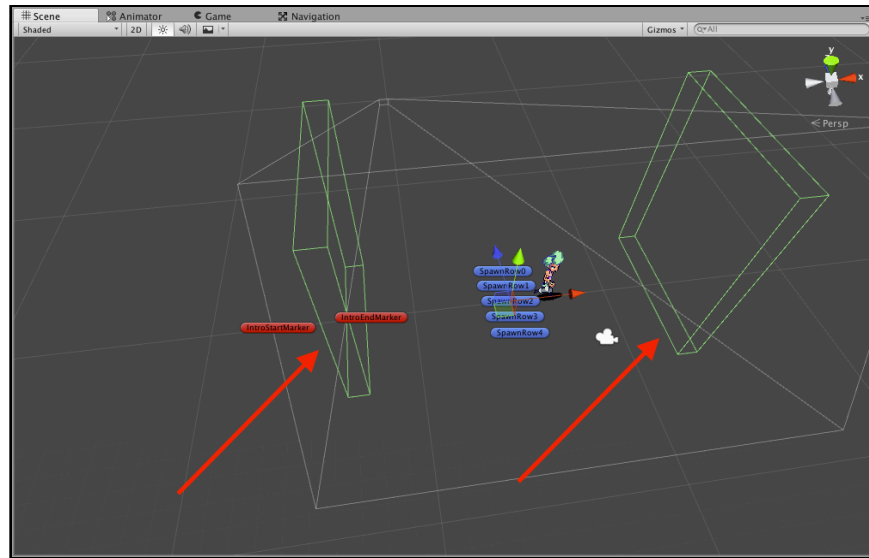 Scene
Animator
Game
Navigation
Shaded
2D
Gizmos
All
y
x
Persp
SpawnRow0
SpawnRow1
SpawnRow2
SpawnRow3
SpawnRow4
IntroEndMarker
IntroStartMarker